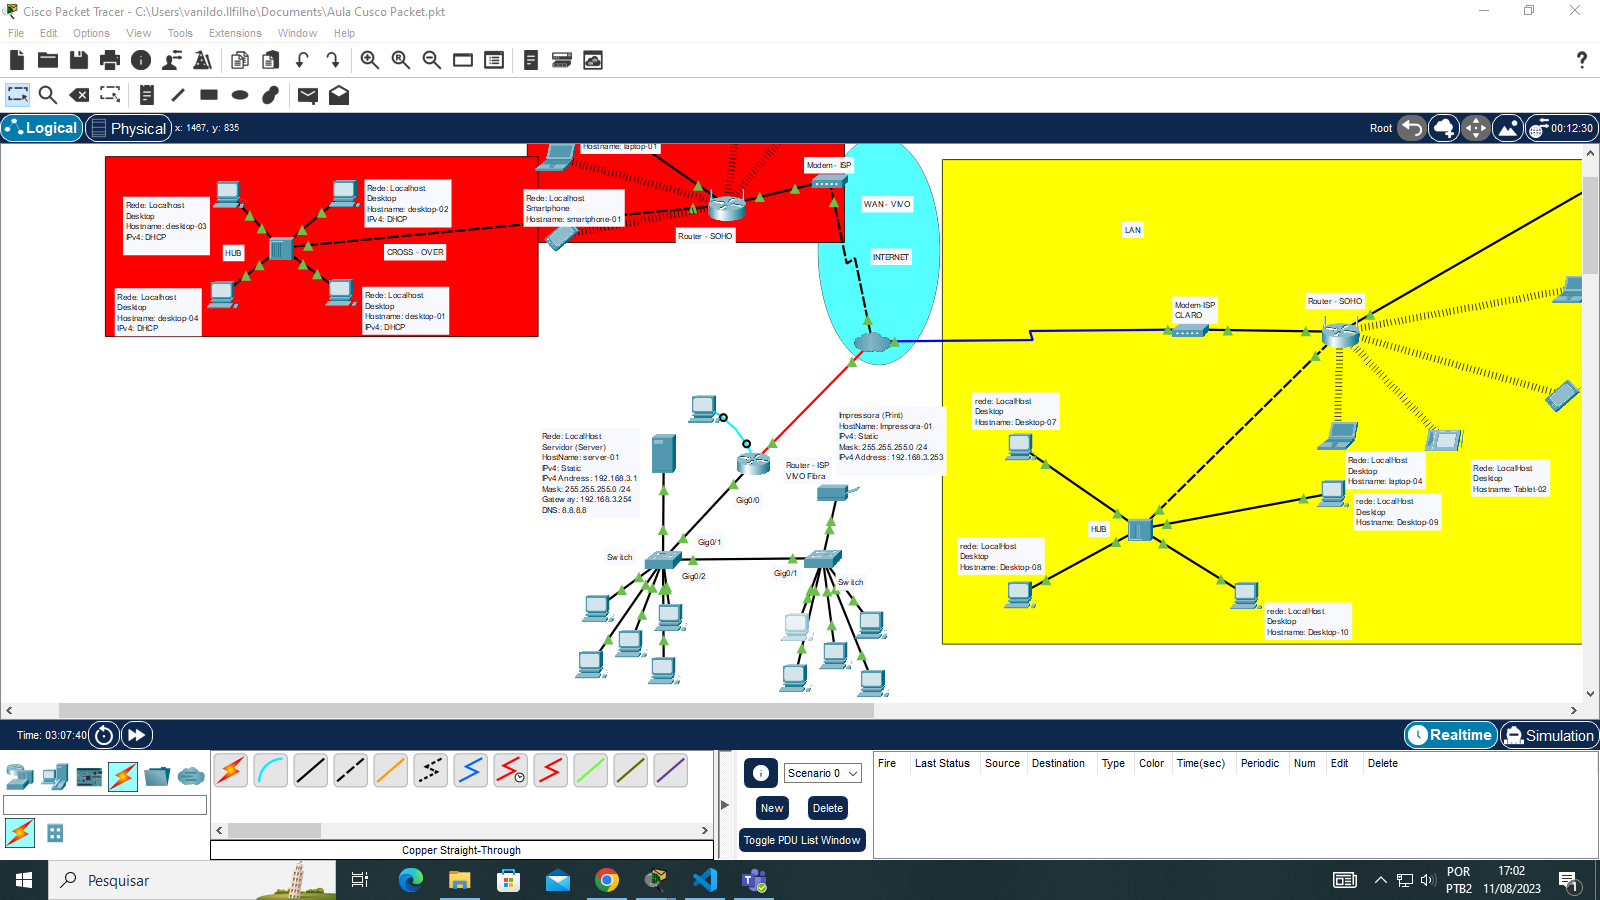 Cisco Packet Tracer - C:\Users\vanildo.llfilho\Documents\Aula Cusco Packet.pkt
File Edit Options View Tools Extensions Window Help
Logical Physical x: 1467, y: 835
Root 00:12:30
Hostname: laptop-01
Modem - ISP
Rede: Localhost
Desktop
Hostname: desktop-03
IPv4: DHCP
Rede: Localhost
Desktop
Hostname: desktop-02
IPv4: DHCP
Rede: Localhost
Smartphone
Hostname: smartphone-01
WAN - VIVO
LAN
Router - SOHO
HUB
CROSS - OVER
INTERNET
Rede: Localhost
Desktop
Hostname: desktop-04
IPv4: DHCP
Rede: Localhost
Desktop
Hostname: desktop-01
IPv4: DHCP
Modem-ISP
CLARO
Router - SOHO
rede: LocalHost
Desktop
Hostname: Desktop-07
Impressora (Print)
HostName: Impressora-01
IPv4: Static
Mask: 255.255.255.0 /24
IPv4 Address: 192.168.3.253
Rede: LocalHost
Servidor (Server)
HostName: server-01
IPv4: Static
IPv4 Andress: 192.168.3.1
Mask: 255.255.255.0 /24
Gateway: 192.168.3.254
DNS: 8.8.8.8
Router - ISP
VIVO Fibra
Gig0/0
Rede: LocalHost
Desktop
Hostname: laptop-04
Rede: LocalHost
Desktop
Hostname: Tablet-02
rede: LocalHost
Desktop
Hostname: Desktop-09
HUB
Gig0/1
Switch
Gig0/2
Gig0/1
Switch
rede: LocalHost
Desktop
Hostname: Desktop-08
rede: LocalHost
Desktop
Hostname: Desktop-10
Time: 03:07:40
Realtime Simulation
Scenario 0
New Delete
Toggle PDU List Window
Fire Last Status Source Destination Type Color Time(sec) Periodic Num Edit Delete
Copper Straight-Through
Pesquisar
POR
PTB2
17:02
11/08/2023
1